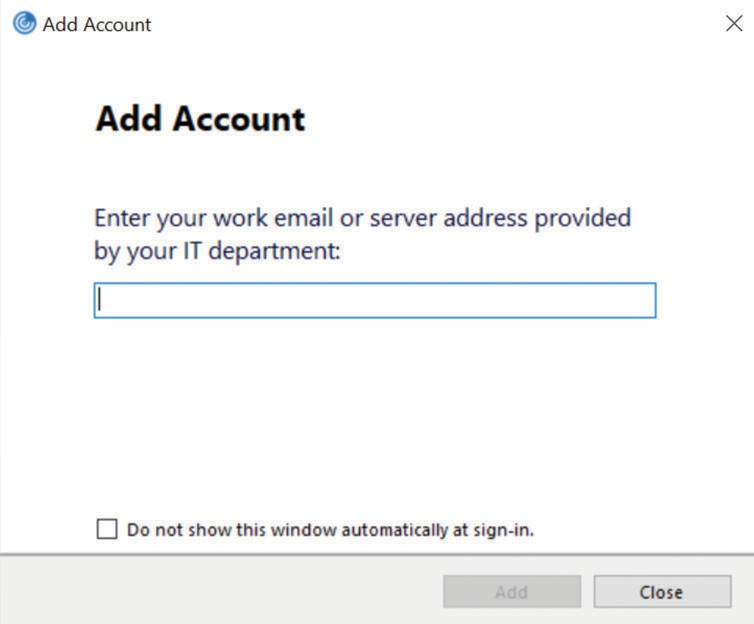 Add Account
Add Account
Enter your work email or server address provided
by your IT department:
Do not show this window automatically at sign-in.
Add
Close